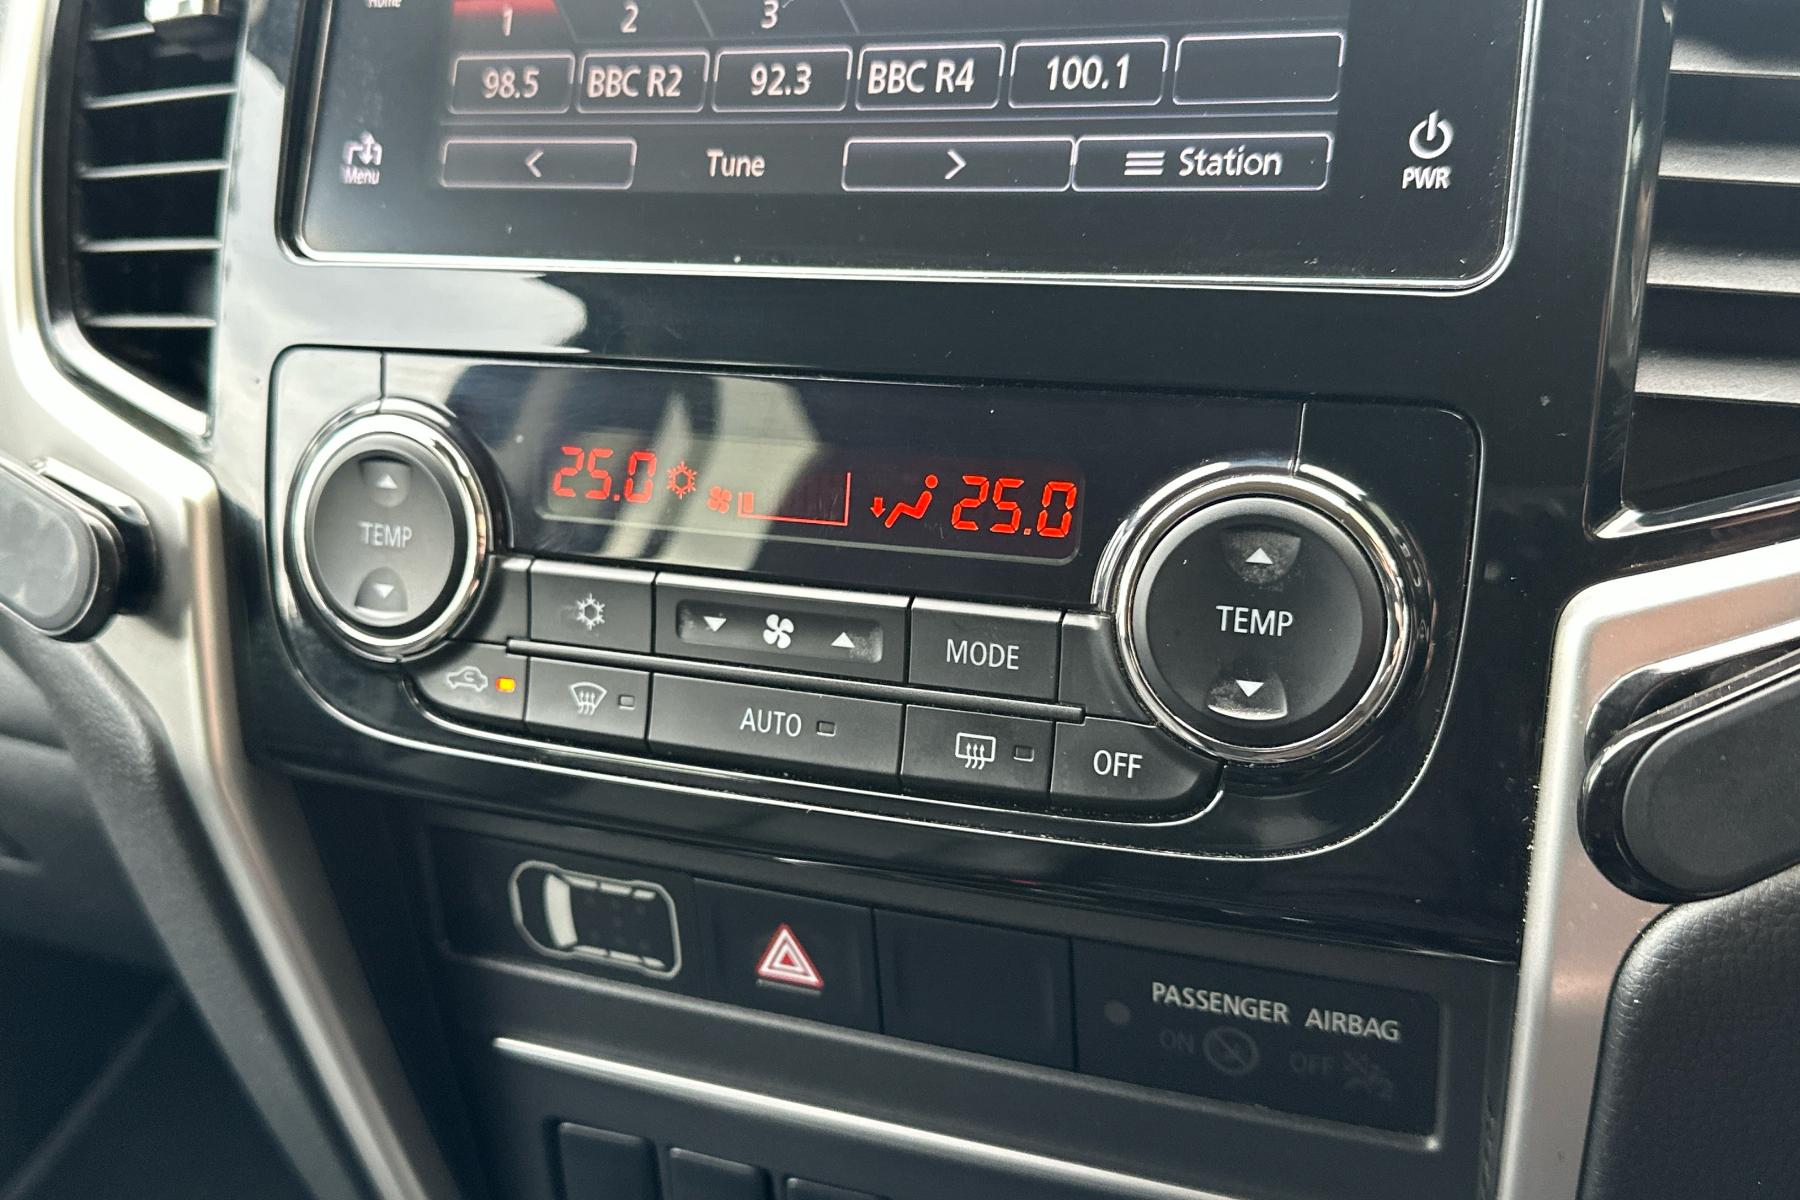 Home
1 2 3
98.5 BBC R2 92.3 BBC R4 100.1
Menu < Tune > Station PWR
25.0 25.0
TEMP TEMP
MODE
AUTO OFF
PASSENGER AIRBAG
ON OFF